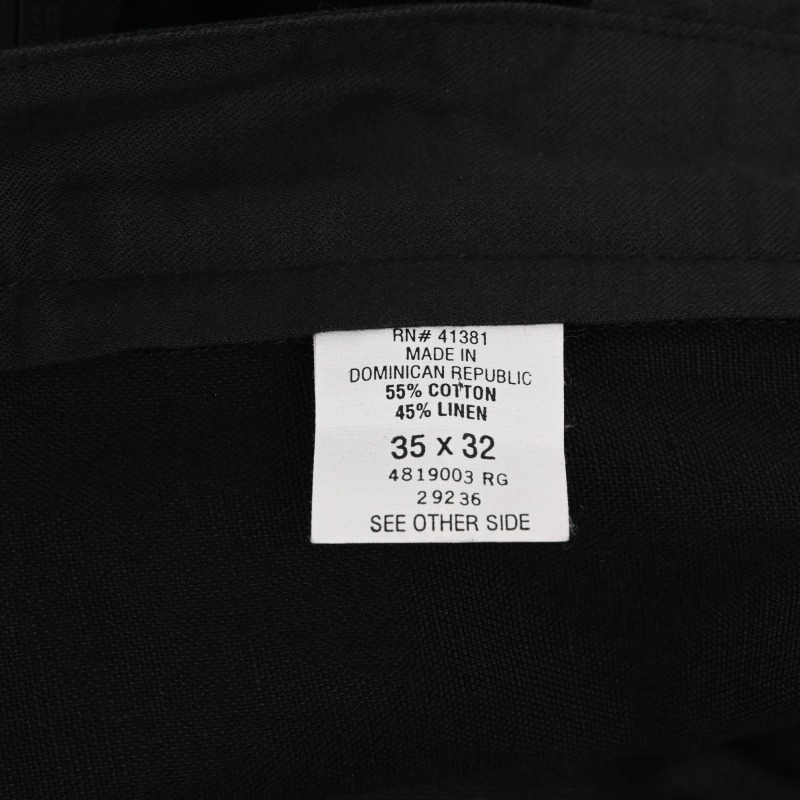 RN# 41381
MADE IN
DOMINICAN REPUBLIC
55% COTTON
45% LINEN
35 X 32
4819003 RG
29236
SEE OTHER SIDE